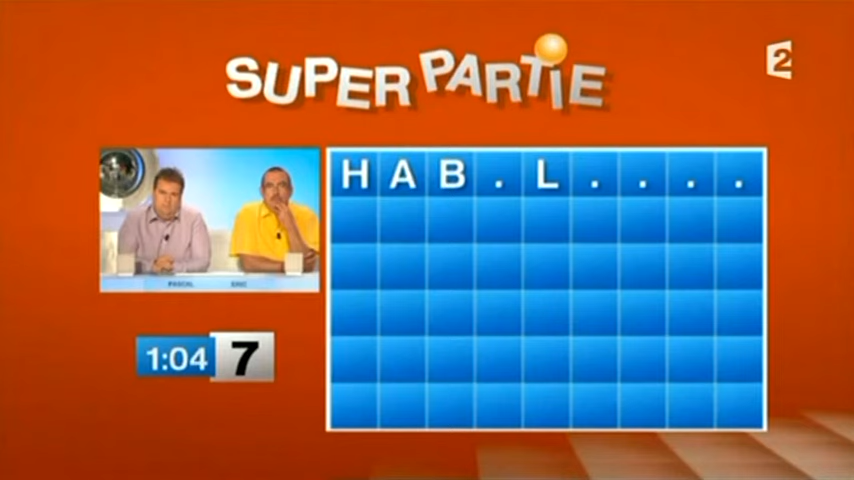 SUPER PARTIE
2
H A B . L . . . .
PASCAL ERIC
1:04 7